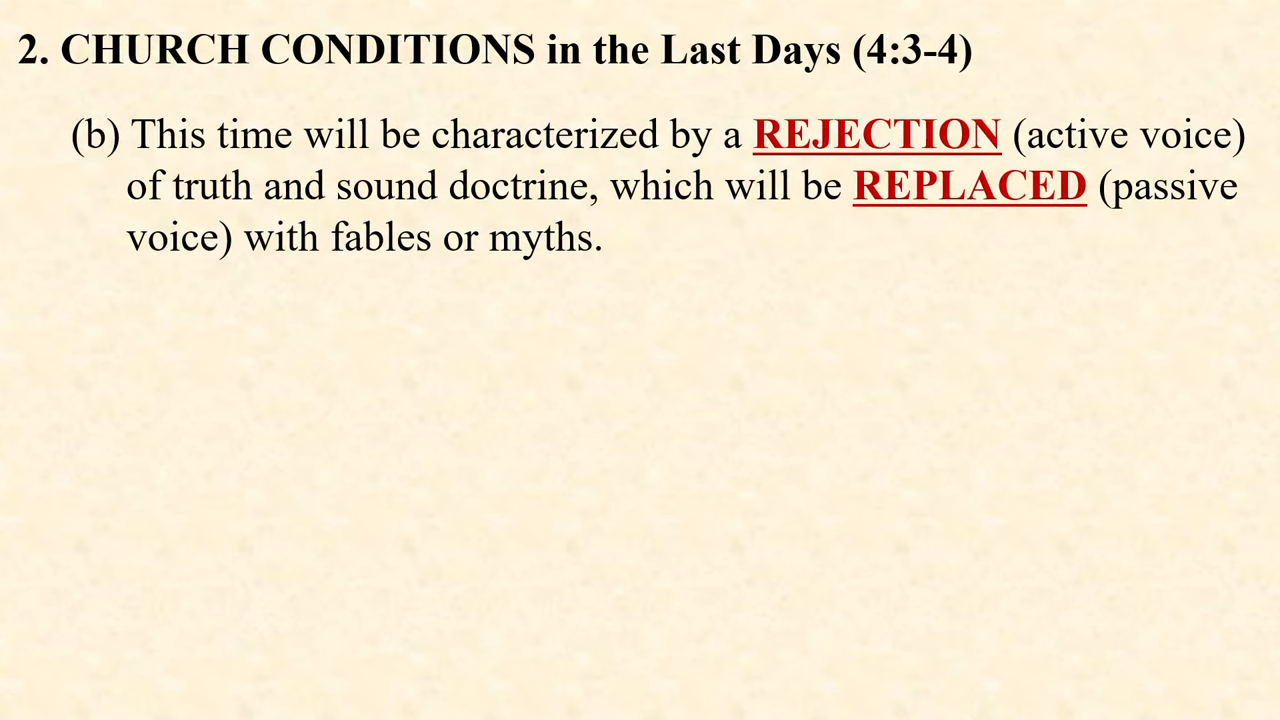 2. CHURCH CONDITIONS in the Last Days (4:3-4)
(b) This time will be characterized by a REJECTION (active voice)
of truth and sound doctrine, which will be REPLACED (passive
voice) with fables or myths.